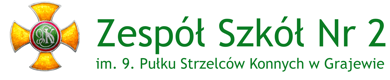 Zespół Szkół Nr 2
im. 9. Pułku Strzelców Konnych w Grajewie